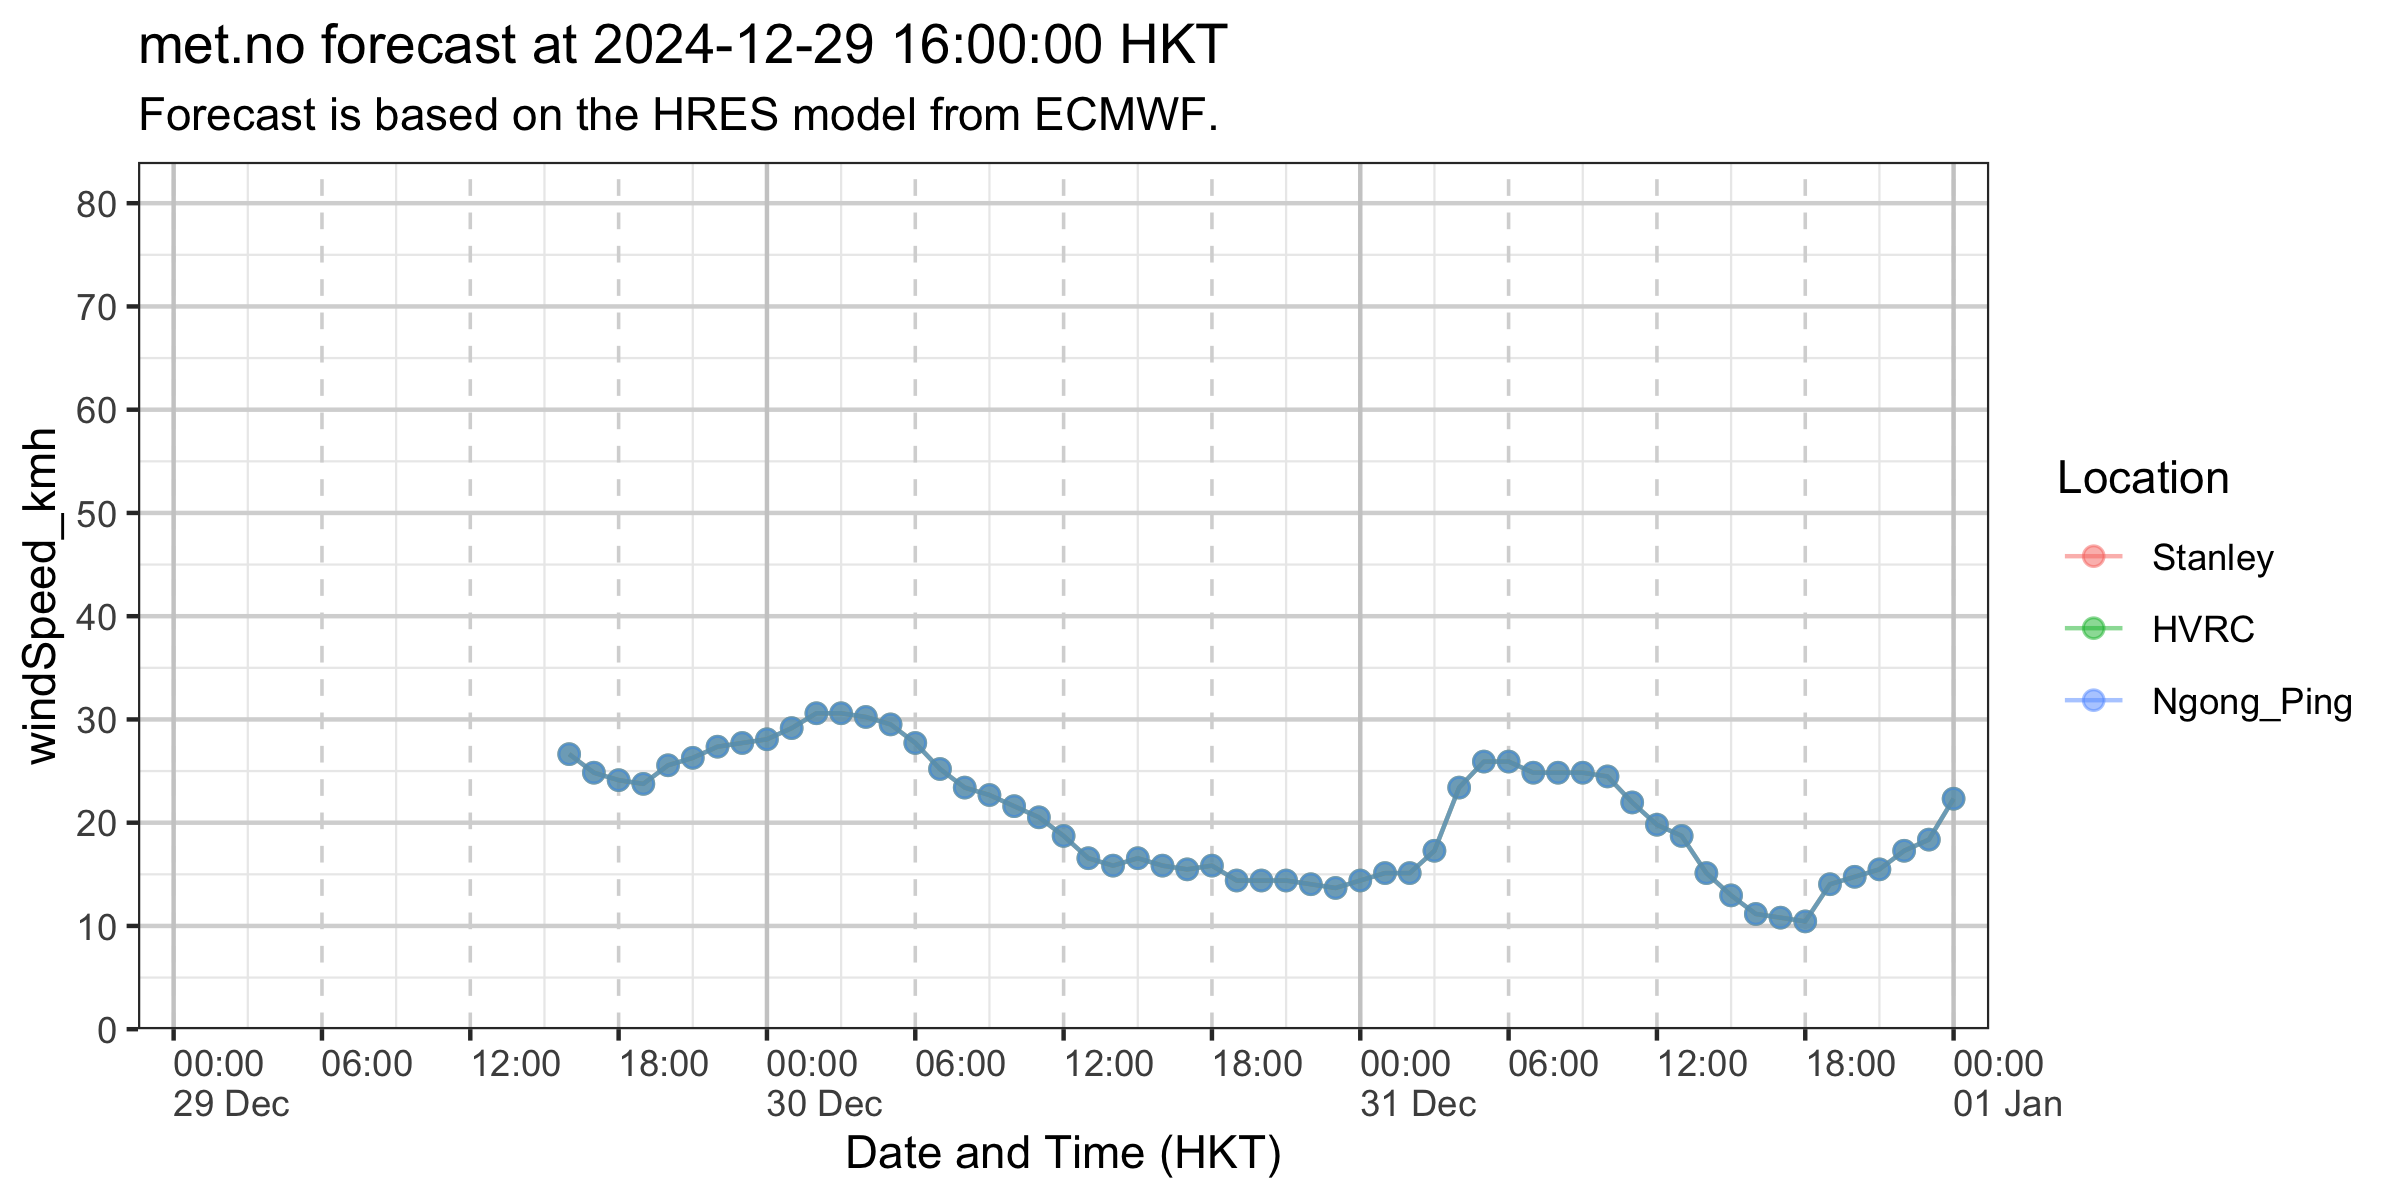 met.no forecast at 2024-12-29 16:00:00 HKT
Forecast is based on the HRES model from ECMWF.
windSpeed_kmh
80
70
60
50
40
30
20
10
0
00:00 06:00 12:00 18:00 00:00 06:00 12:00 18:00 00:00 06:00 12:00 18:00 00:00
29 Dec 30 Dec 31 Dec 01 Jan
Date and Time (HKT)
Location
Stanley
HVRC
Ngong_Ping